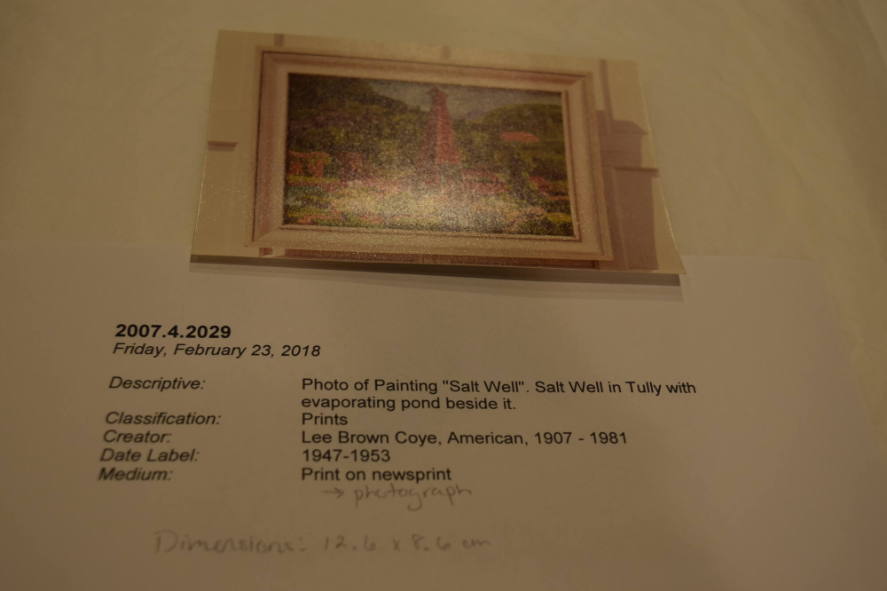 2007.4.2029
Friday, February 23, 2018
Descriptive: Photo of Painting "Salt Well". Salt Well in Tully with
evaporating pond beside it.
Classification: Prints
Creator: Lee Brown Coye, American, 1907 - 1981
Date Label: 1947-1953
Medium: Print on newsprint
→ photograph
Dimensions: 12.6 x 8.6 cm